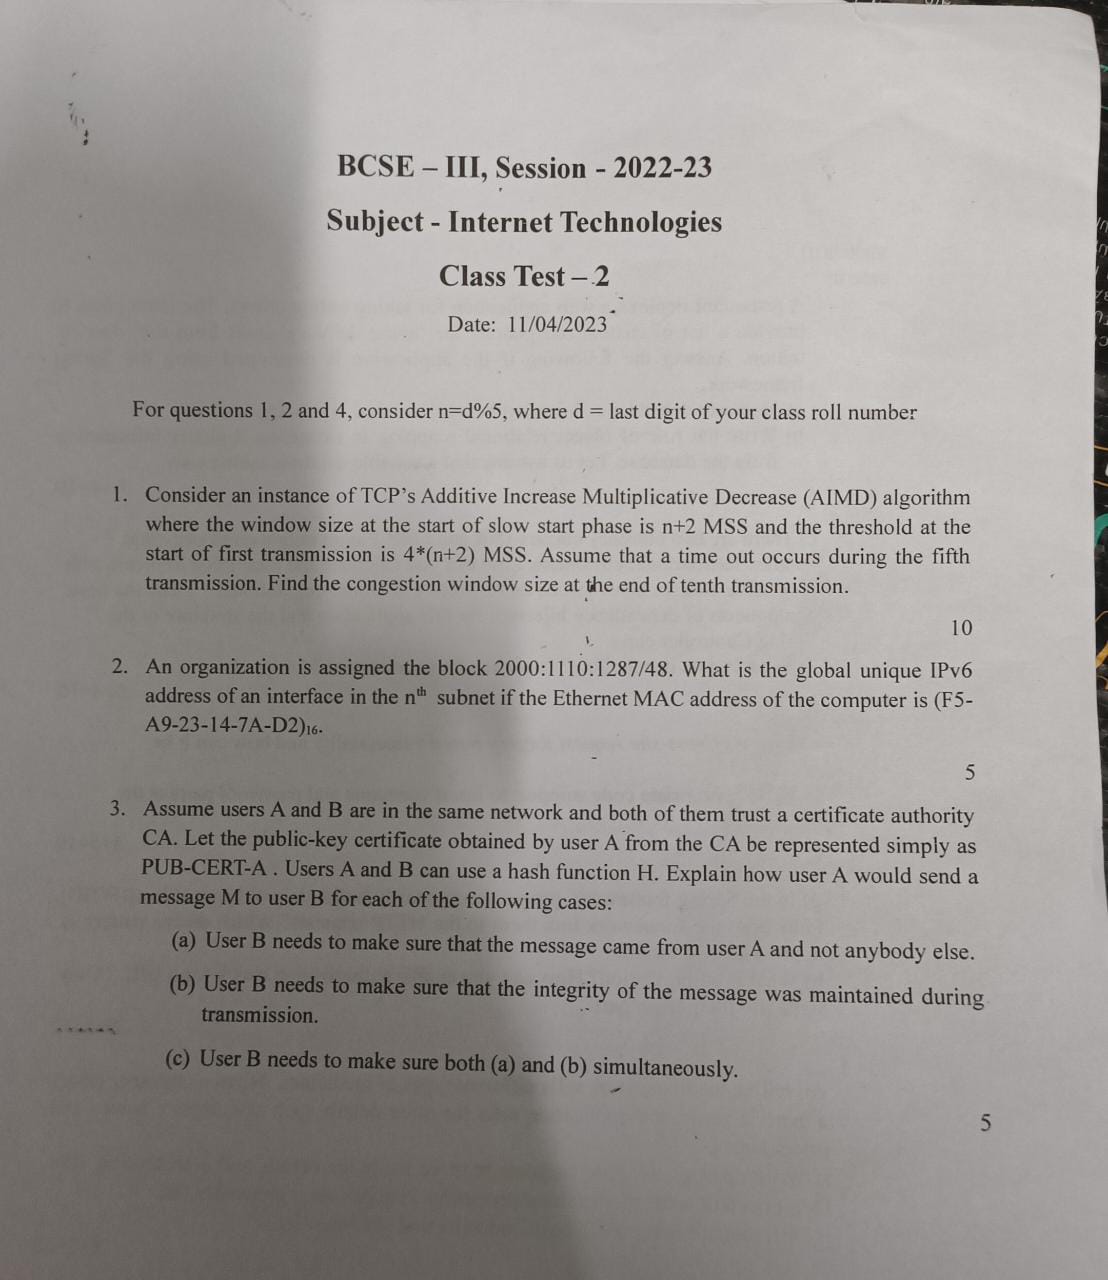 BCSE – III, Session - 2022-23
Subject - Internet Technologies
Class Test – 2
Date: 11/04/2023
For questions 1, 2 and 4, consider n=d%5, where d = last digit of your class roll number
1. Consider an instance of TCP's Additive Increase Multiplicative Decrease (AIMD) algorithm
where the window size at the start of slow start phase is n+2 MSS and the threshold at the
start of first transmission is 4*(n+2) MSS. Assume that a time out occurs during the fifth
transmission. Find the congestion window size at the end of tenth transmission.
10
2. An organization is assigned the block 2000:1110:1287/48. What is the global unique IPv6
address of an interface in the nth subnet if the Ethernet MAC address of the computer is (F5-
A9-23-14-7A-D2)16.
5
3. Assume users A and B are in the same network and both of them trust a certificate authority
CA. Let the public-key certificate obtained by user A from the CA be represented simply as
PUB-CERT-A . Users A and B can use a hash function H. Explain how user A would send a
message M to user B for each of the following cases:
(a) User B needs to make sure that the message came from user A and not anybody else.
(b) User B needs to make sure that the integrity of the message was maintained during
transmission.
(c) User B needs to make sure both (a) and (b) simultaneously.
5